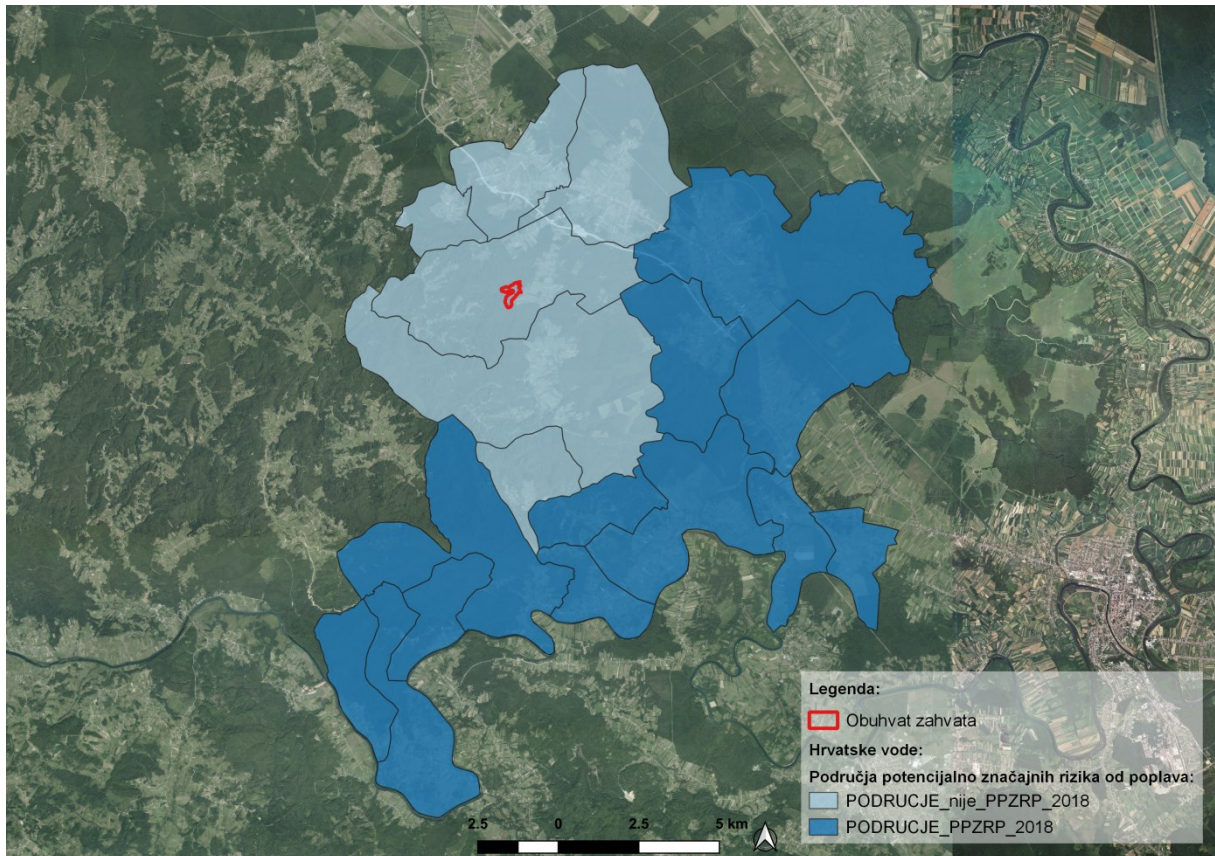 Legenda:
Obuhvat zahvata
Hrvatske vode:
Područja potencijalno značajnih rizika od poplava:
PODRUCJE_nije_PPZRP_2018
PODRUCJE_PPZRP_2018
2.5 0 2.5 5 km